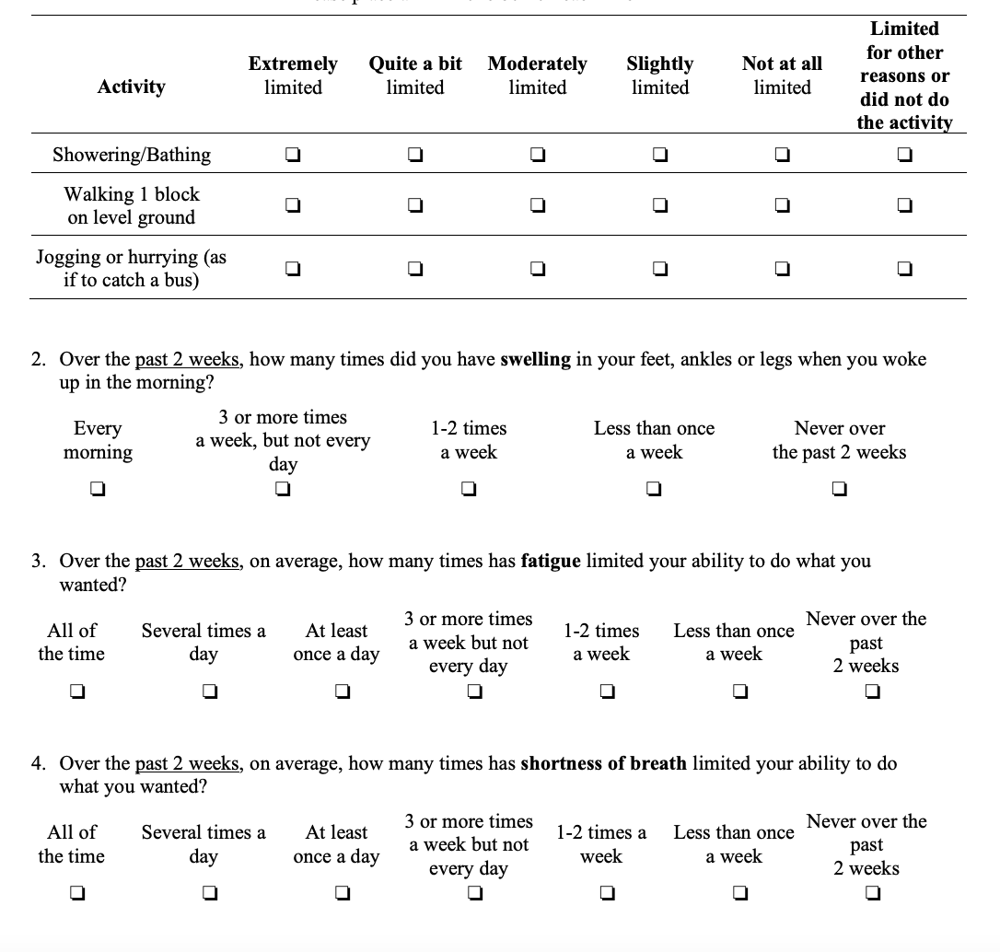 Activity
Extremely limited
Quite a bit limited
Moderately limited
Slightly limited
Not at all limited
Limited for other reasons or did not do the activity
Showering/Bathing ❏ ❏ ❏ ❏ ❏ ❏
Walking 1 block
on level ground ❏ ❏ ❏ ❏ ❏ ❏
Jogging or hurrying (as
if to catch a bus) ❏ ❏ ❏ ❏ ❏ ❏
2. Over the past 2 weeks, how many times did you have swelling in your feet, ankles or legs when you woke
up in the morning?
Every
morning
❏
3 or more times
a week, but not every
day
❏
1-2 times
a week
❏
Less than once
a week
❏
Never over
the past 2 weeks
❏
3. Over the past 2 weeks, on average, how many times has fatigue limited your ability to do what you
wanted?
All of
the time
❏
Several times a
day
❏
At least
once a day
❏
3 or more times
a week but not
every day
❏
1-2 times
a week
❏
Less than once
a week
❏
Never over the
past
2 weeks
❏
4. Over the past 2 weeks, on average, how many times has shortness of breath limited your ability to do
what you wanted?
All of
the time
❏
Several times a
day
❏
At least
once a day
❏
3 or more times
a week but not
every day
❏
1-2 times a
week
❏
Less than once
a week
❏
Never over the
past
2 weeks
❏